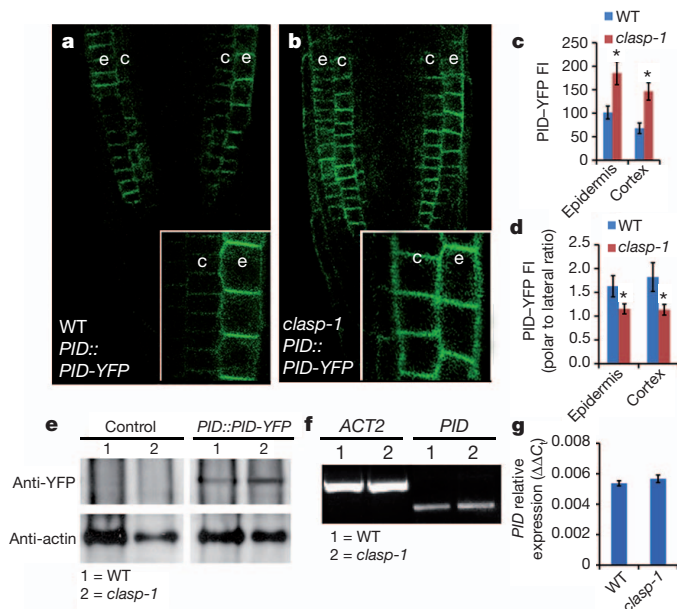 a
b
c
e c
c e
e c
c e
c
e
c
e
WT
PID::
PID-YFP
clasp-1
PID::
PID-YFP
WT
clasp-1
PID–YFP FI
250
200
150
100
50
0
*
*
Epidermis
Cortex
d
WT
clasp-1
PID–YFP FI
(polar to lateral ratio)
2.5
2.0
1.5
1.0
0.5
0.0
*
*
Epidermis
Cortex
e
Control
PID::PID-YFP
1 2 1 2
Anti-YFP
Anti-actin
1 = WT
2 = clasp-1
f
ACT2 PID
1 2 1 2
1 = WT
2 = clasp-1
g
PID relative
expression (ΔΔCt)
0.008
0.006
0.004
0.002
0
WT
clasp-1